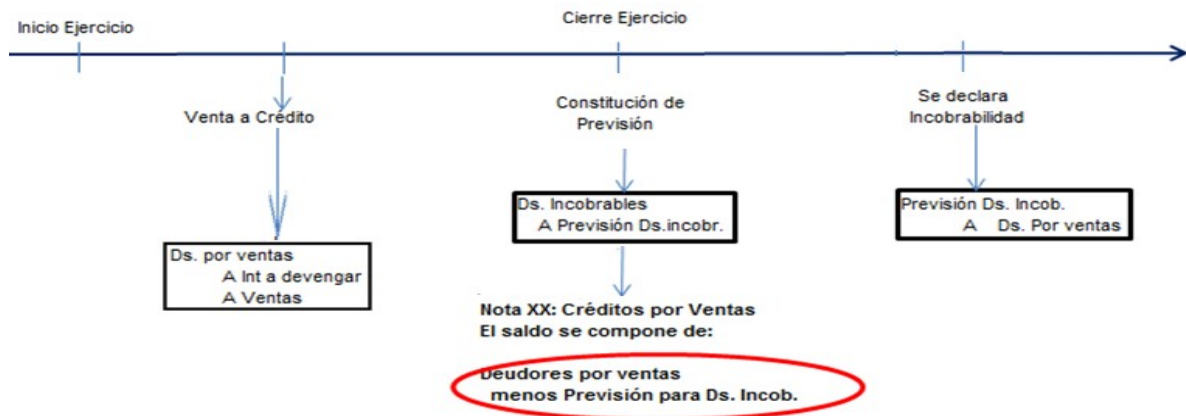 Inicio Ejercicio
Cierre Ejercicio
Venta a Crédito
Constitución de
Previsión
Se declara
Incobrabilidad
Ds. por ventas
A Int a devengar
A Ventas
Ds. Incobrables
A Previsión Ds.incobr.
Previsión Ds. Incob.
A Ds. Por ventas
Nota XX: Créditos por Ventas
El saldo se compone de:
Deudores por ventas
menos Previsión para Ds. Incob.